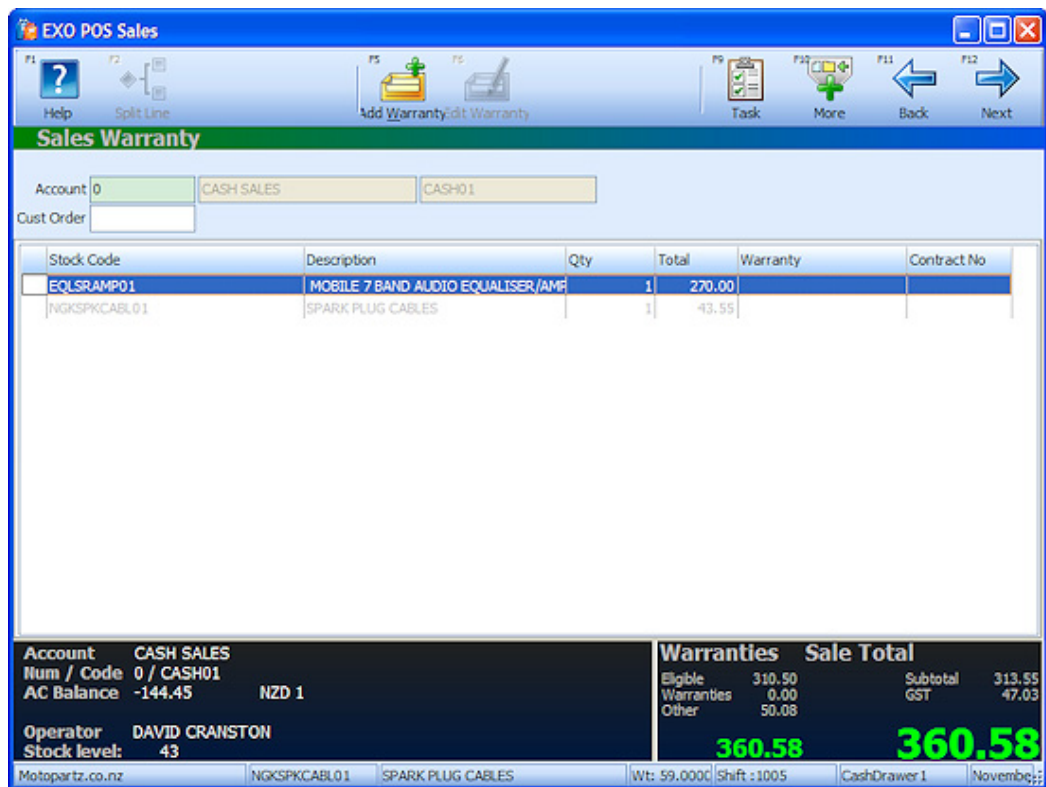 EXO POS Sales
F1 F2 F5 F6 F9 F10 F11 F12
Help Split Line Add Warranty Edit Warranty Task More Back Next
Sales Warranty
Account 0 CASH SALES CASH01
Cust Order
Stock Code Description Qty Total Warranty Contract No
EQLSRAMP01 MOBILE 7 BAND AUDIO EQUALISER/AMP 1 270.00
NGKSPKCABL01 SPARK PLUG CABLES 1 43.55
Account CASH SALES
Num / Code 0 / CASH01
AC Balance -144.45 NZD 1
Operator DAVID CRANSTON
Stock level: 43
Warranties Sale Total
Eligible 310.50 Subtotal 313.55
Warranties 0.00 GST 47.03
Other 50.08
360.58 360.58
Motopartz.co.nz NGKSPKCABL01 SPARK PLUG CABLES Wt: 59.0000 Shift :1005 CashDrawer1 Novembe